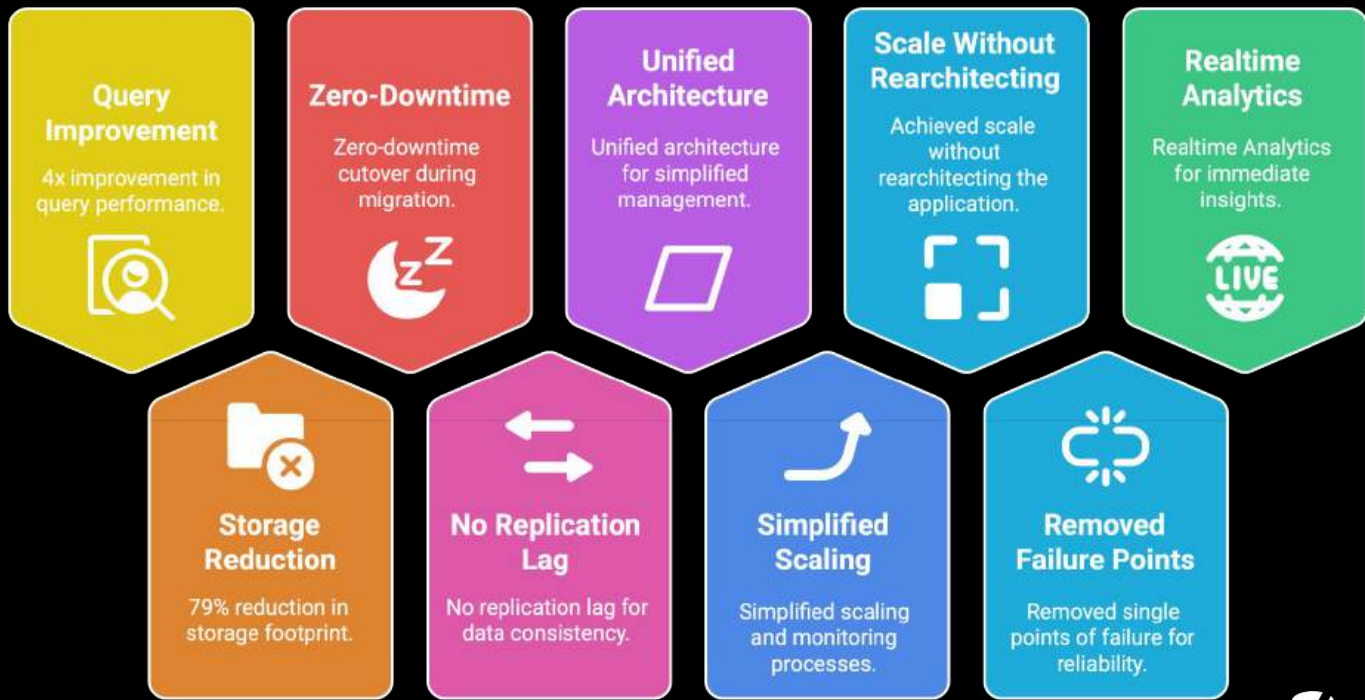 Query
Improvement
4x improvement in
query performance.
Zero-Downtime
Zero-downtime
cutover during
migration.
Unified
Architecture
Unified architecture
for simplified
management.
Scale Without
Rearchitecting
Achieved scale
without
rearchitecting the
application.
Realtime
Analytics
Realtime Analytics
for immediate
insights.
LIVE
Storage
Reduction
79% reduction in
storage footprint.
No Replication
Lag
No replication lag for
data consistency.
Simplified
Scaling
Simplified scaling
and monitoring
processes.
Removed
Failure Points
Removed single
points of failure for
reliability.